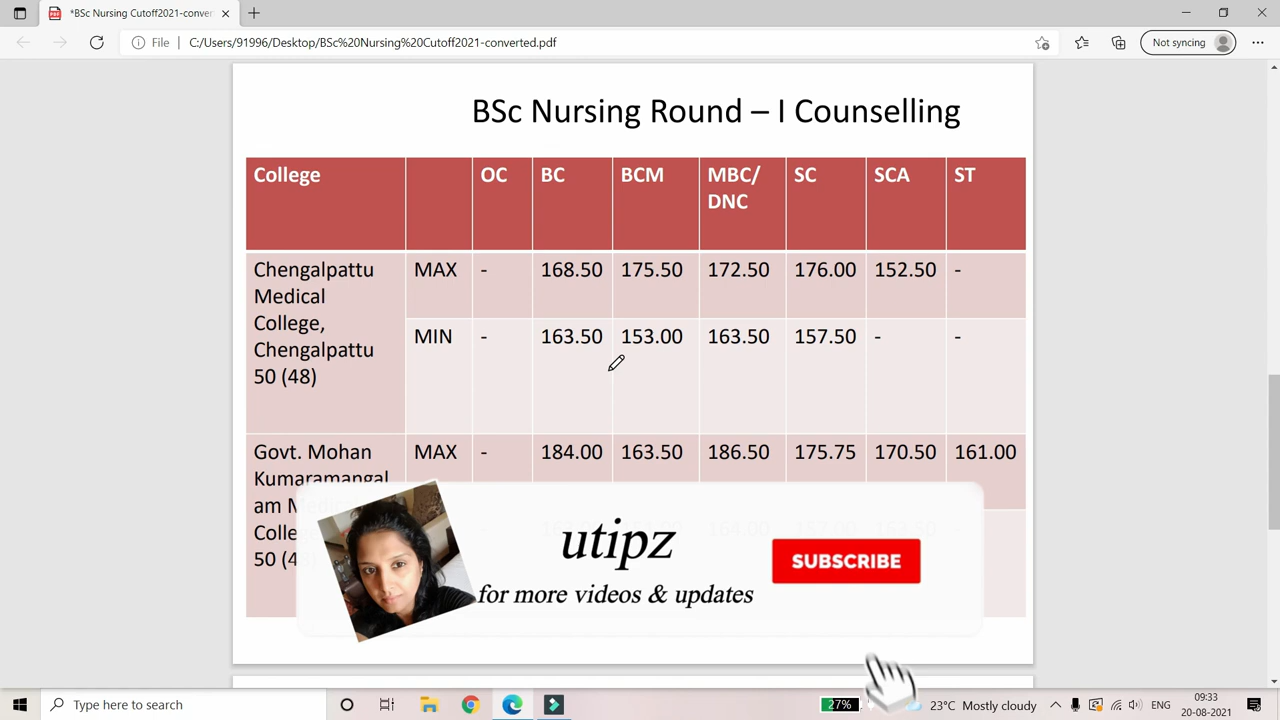 *BSc Nursing Cutoff2021-conver
File C:/Users/91996/Desktop/BSc%20Nursing%20Cutoff2021-converted.pdf Not syncing
BSc Nursing Round – I Counselling
College OC BC BCM MBC/ SC SCA ST
DNC
Chengalpattu MAX - 168.50 175.50 172.50 176.00 152.50 -
Medical
College,
MIN - 163.50 153.00 163.50 157.50 - -
Chengalpattu
50 (48)
Govt. Mohan MAX - 184.00 163.50 186.50 175.75 170.50 161.00
Kumaramangal
am
utipz
SUBSCRIBE
for more videos & updates
Type here to search 27% 23°C Mostly cloudy ENG 09:33
20-08-2021